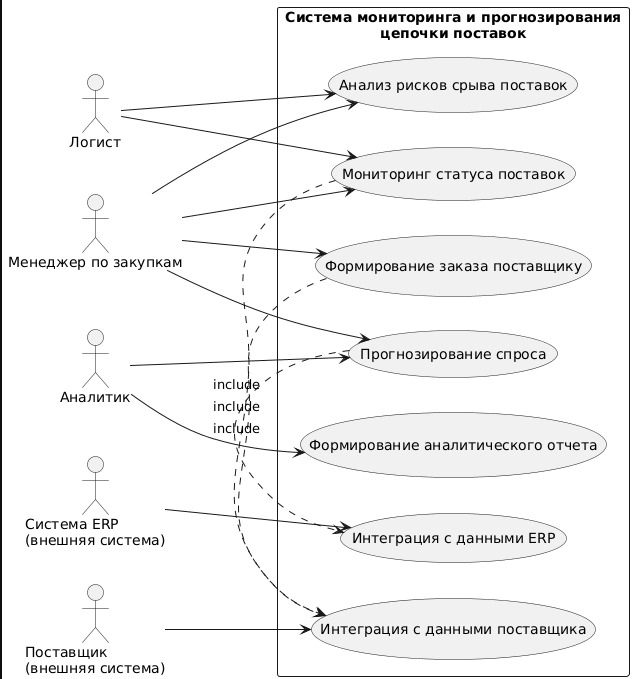 Система мониторинга и прогнозирования
цепочки поставок
Анализ рисков срыва поставок
Логист
Мониторинг статуса поставок
Менеджер по закупкам
Формирование заказа поставщику
Прогнозирование спроса
include
Аналитик
include
include
Формирование аналитического отчета
Система ERP
(внешняя система)
Интеграция с данными ERP
Интеграция с данными поставщика
Поставщик
(внешняя система)